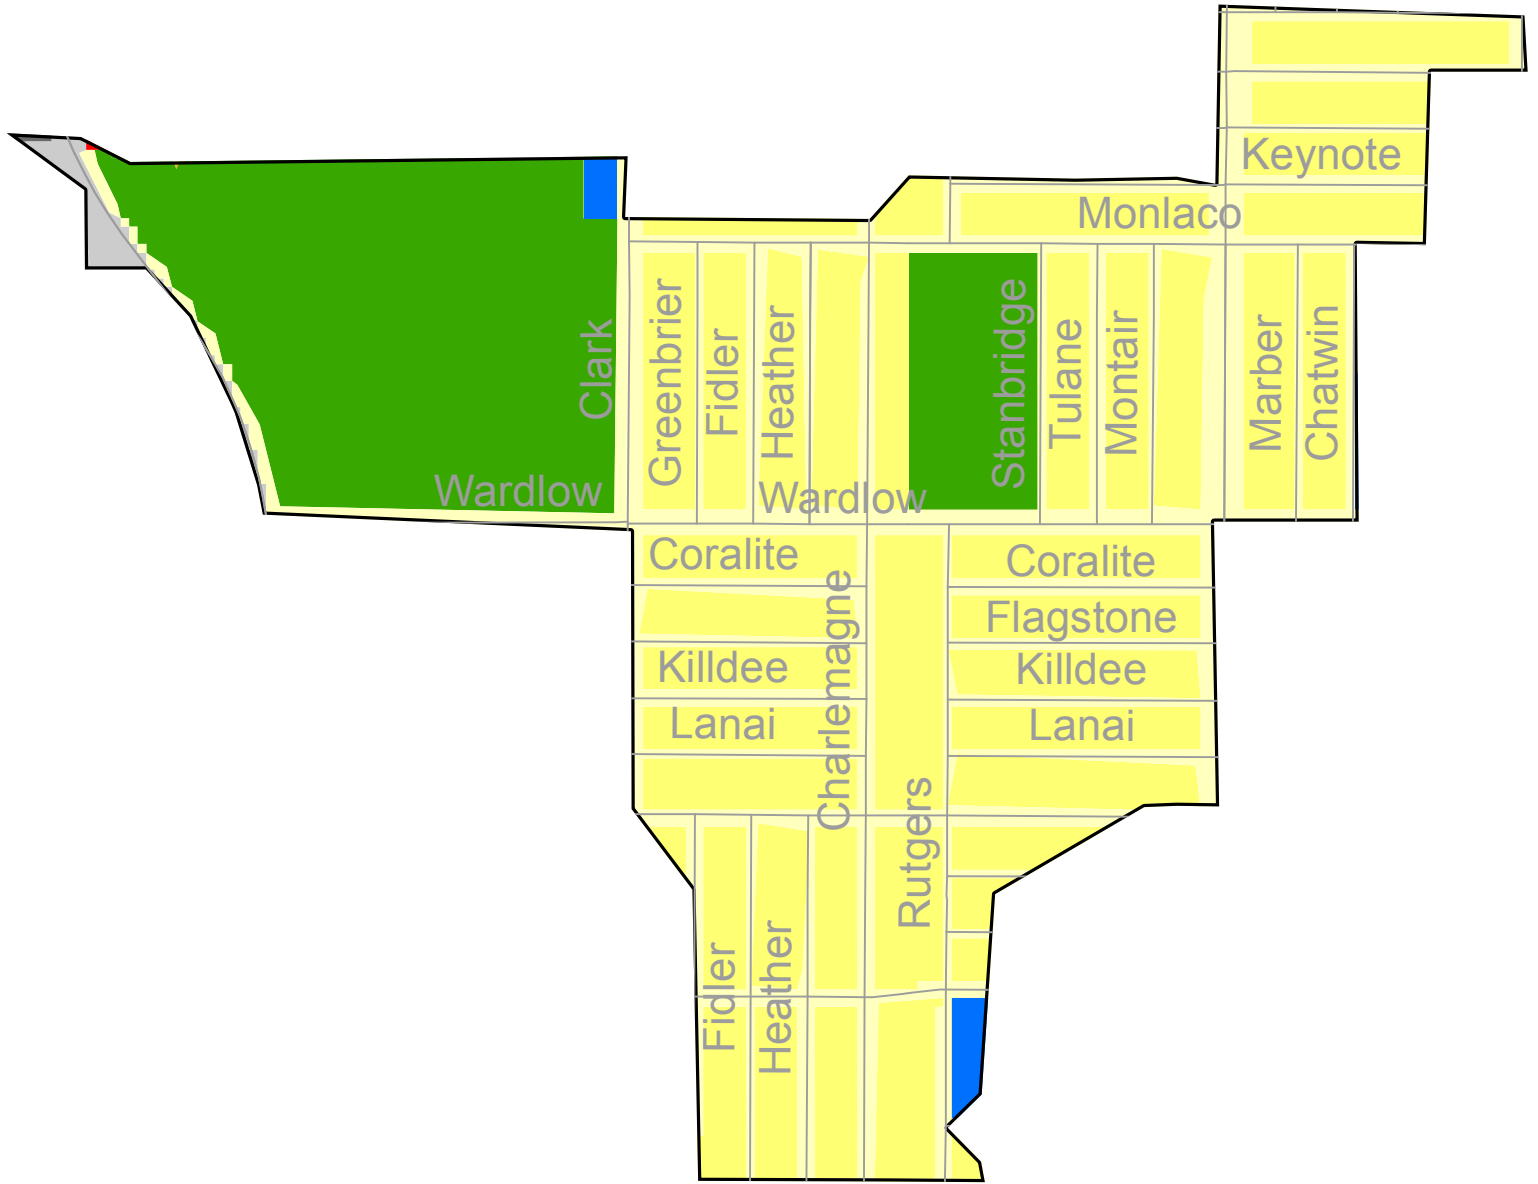 Keynote
Monlaco
Clark
Greenbrier
Fidler
Heather
Stanbridge
Tulane
Montair
Marber
Chatwin
Wardlow
Wardlow
Coralite
Coralite
Charlemagne
Flagstone
Killdee
Killdee
Lanai
Lanai
Rutgers
Fidler
Heather